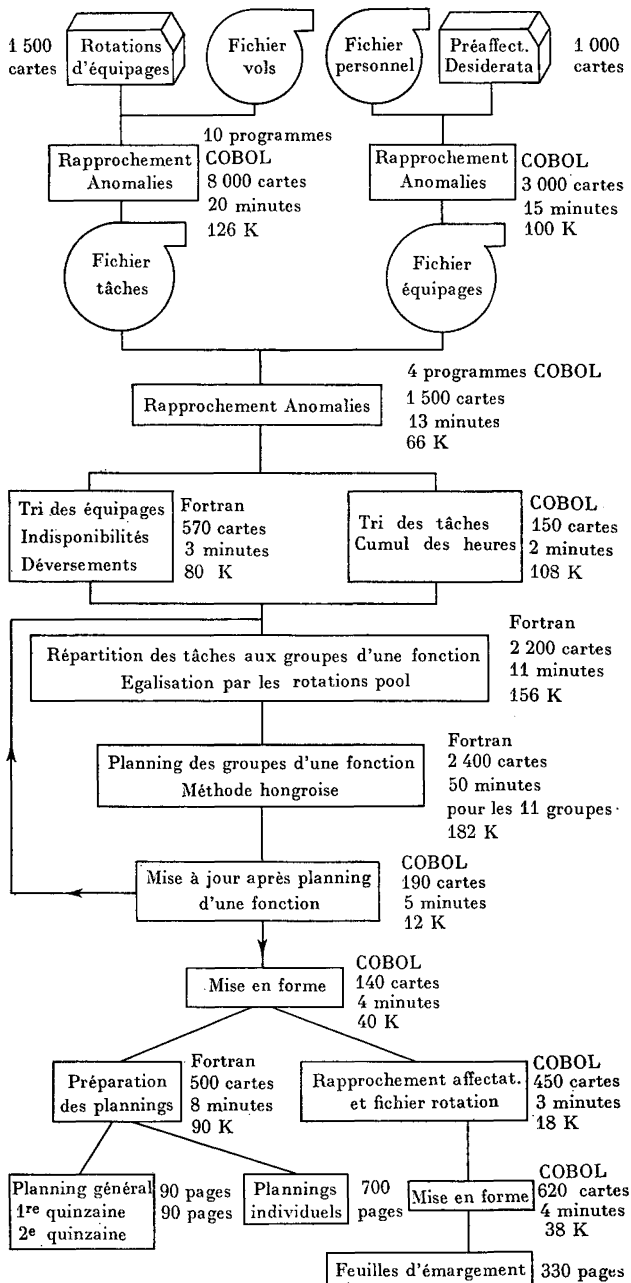 1 500
cartes
Rotations
d'équipages
Fichier
vols
Fichier
personnel
Préaffect.
Desiderata
1 000
cartes
Rapprochement
Anomalies
10 programmes
COBOL
8 000 cartes
20 minutes
126 K
Rapprochement
Anomalies
COBOL
3 000 cartes
15 minutes
100 K
Fichier
tâches
Fichier
équipages
Rapprochement Anomalies
4 programmes COBOL
1 500 cartes
13 minutes
66 K
Tri des équipages
Indisponibilités
Déversements
Fortran
570 cartes
3 minutes
80 K
Tri des tâches
Cumul des heures
COBOL
150 cartes
2 minutes
108 K
Répartition des tâches aux groupes d'une fonction
Egalisation par les rotations pool
Fortran
2 200 cartes
11 minutes
156 K
Planning des groupes d'une fonction
Méthode hongroise
Fortran
2 400 cartes
50 minutes
pour les 11 groupes
182 K
Mise à jour après planning
d'une fonction
COBOL
190 cartes
5 minutes
12 K
Mise en forme
COBOL
140 cartes
4 minutes
40 K
Préparation
des plannings
Fortran
500 cartes
8 minutes
90 K
Rapprochement affectat.
et fichier rotation
COBOL
450 cartes
3 minutes
18 K
Planning général
1re quinzaine
2e quinzaine
90 pages
90 pages
Plannings
individuels
700
pages
Mise en forme
COBOL
620 cartes
4 minutes
38 K
Feuilles d'émargement
330 pages